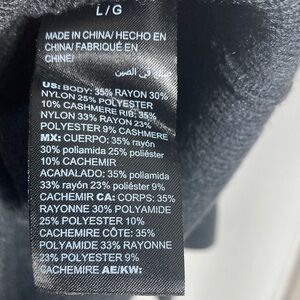 L/G
MADE IN CHINA/ HECHO EN
CHINA/ FABRIQUÉ EN
CHINE/
صنع في الصين
US: BODY: 35% RAYON 30%
NYLON 25% POLYESTER
10% CASHMERE RIB: 35%
NYLON 33% RAYON 23%
POLYESTER 9% CASHMERE
MX: CUERPO: 35% rayón
30% poliamida 25% poliéster
10% CACHEMIR
ACANALADO: 35% poliamida
33% rayón 23% poliéster 9%
CACHEMIR CA: CORPS: 35%
RAYONNE 30% POLYAMIDE
25% POLYESTER 10%
CACHEMIRE CÔTE: 35%
POLYAMIDE 33% RAYONNE
23% POLYESTER 9%
CACHEMIRE AE/KW: